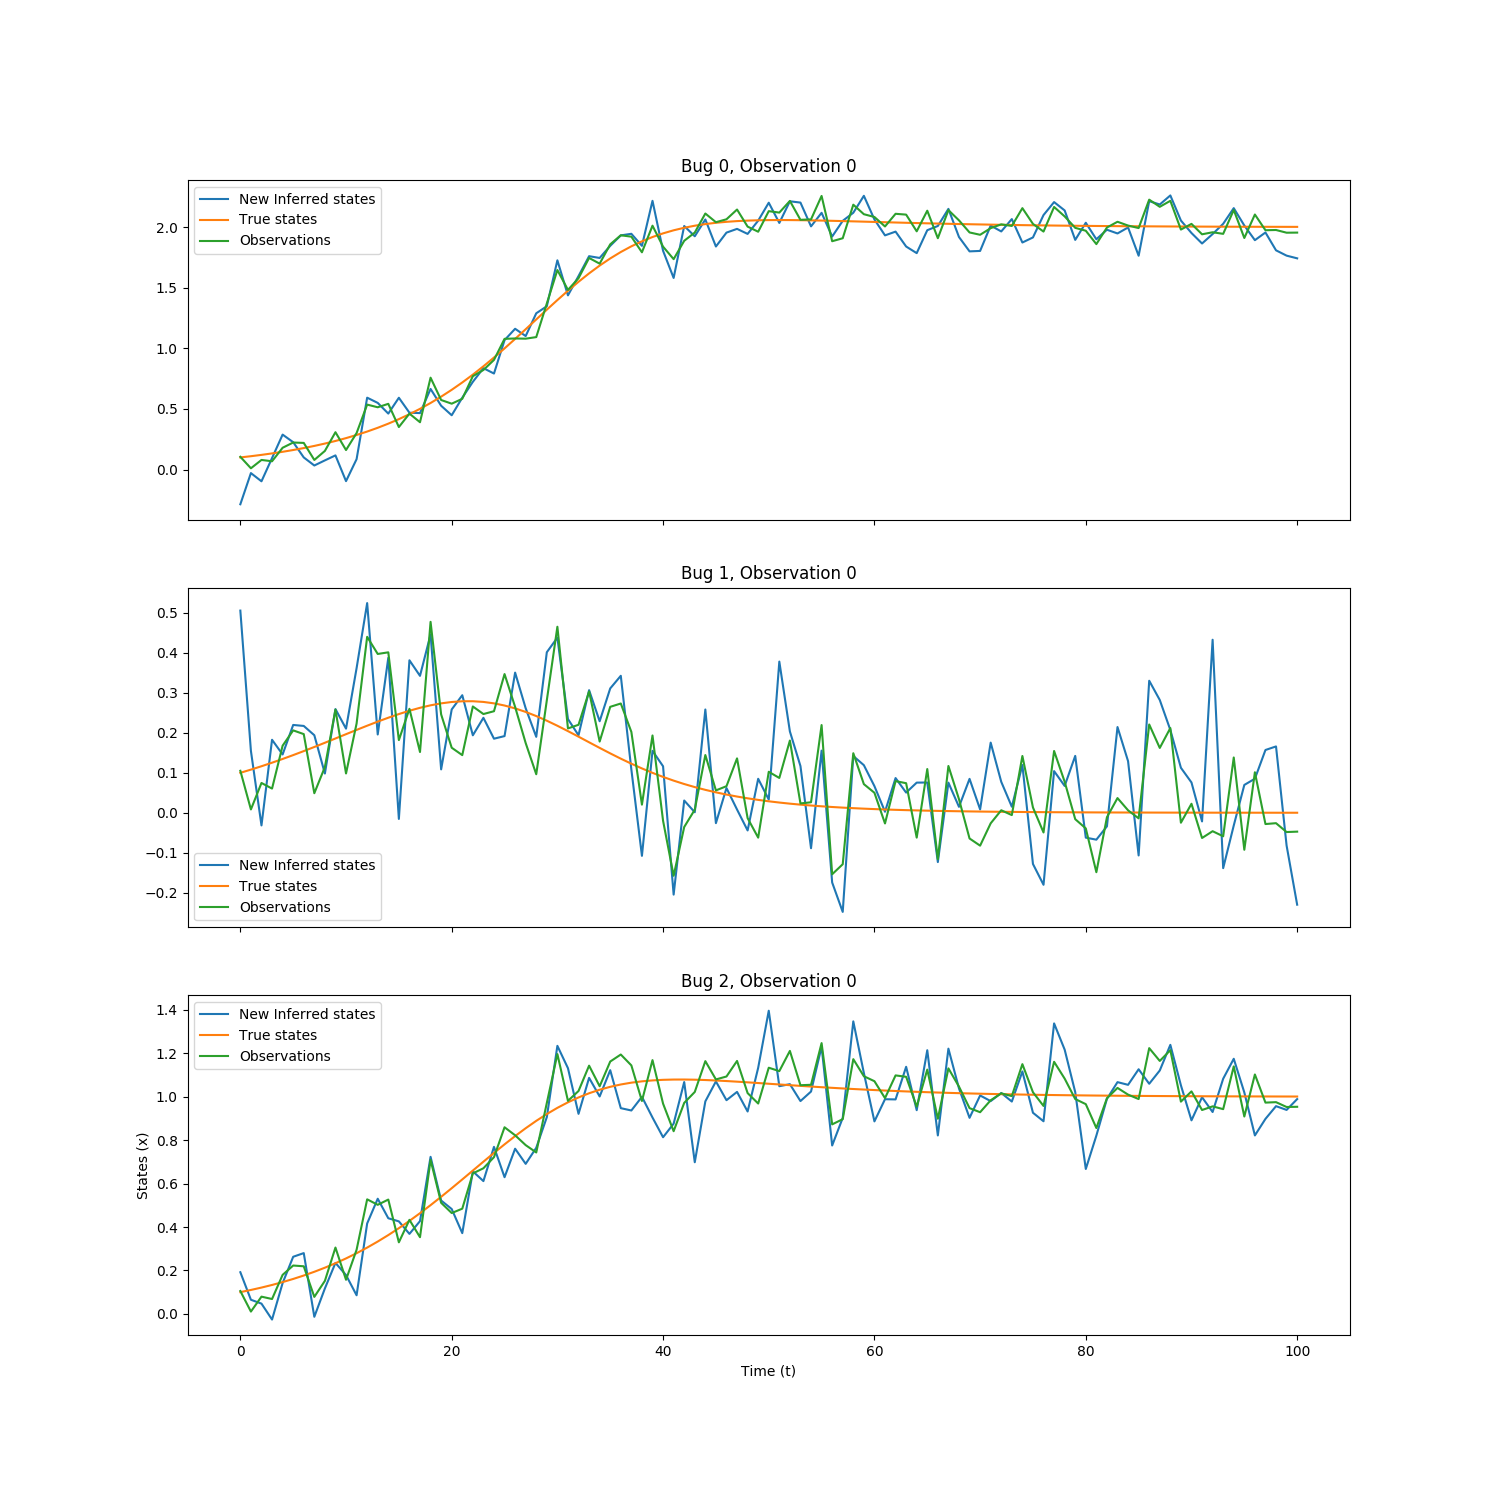 Bug 0, Observation 0
New Inferred states
True states
Observations
2.0
1.5
1.0
0.5
0.0
Bug 1, Observation 0
0.5
0.4
0.3
0.2
0.1
0.0
−0.1
−0.2
New Inferred states
True states
Observations
Bug 2, Observation 0
New Inferred states
True states
Observations
1.4
1.2
1.0
0.8
0.6
0.4
0.2
0.0
States (x)
0 20 40 60 80 100
Time (t)